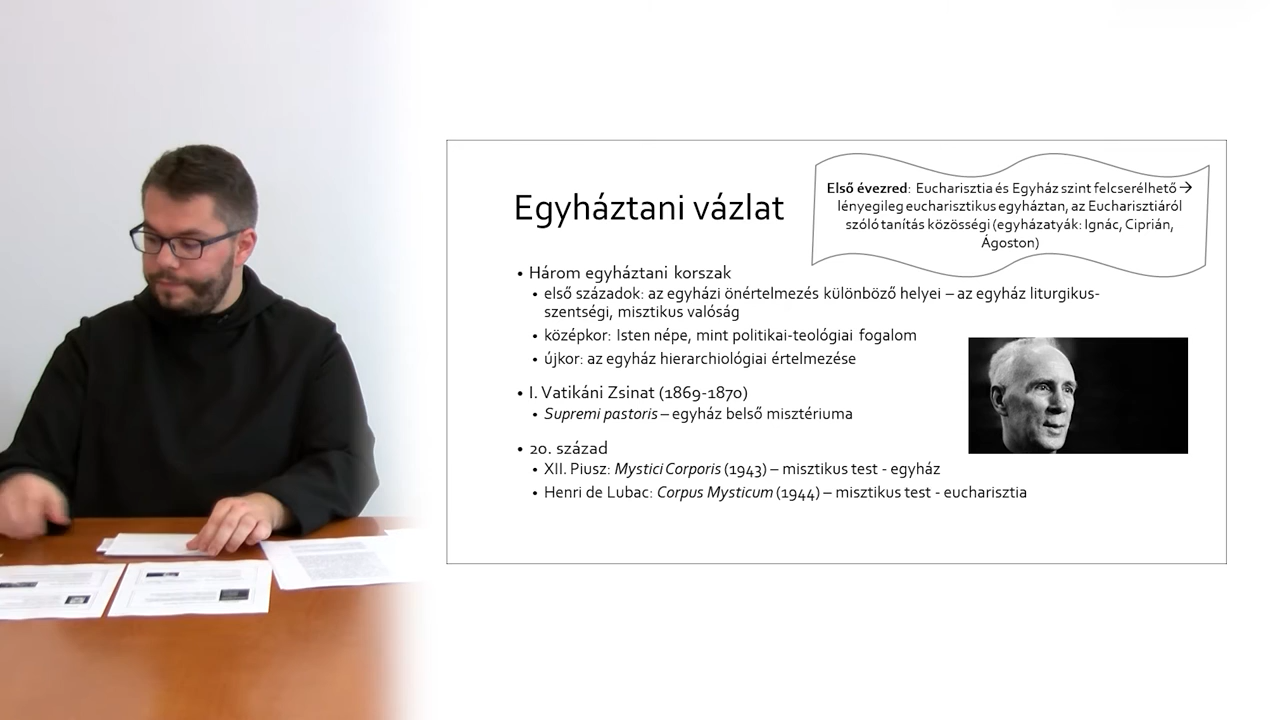 Egyháztani vázlat
Első évezred: Eucharisztia és Egyház szint felcserélhető →
lényegileg eucharisztikus egyháztan, az Eucharisztiáról
szóló tanítás közösségi (egyházatyák: Ignác, Ciprián,
Ágoston)
• Három egyháztani korszak
• első századok: az egyházi önértelmezés különböző helyei – az egyház liturgikus-
szentségi, misztikus valóság
• középkor: Isten népe, mint politikai-teológiai fogalom
• újkor: az egyház hierarchiológiai értelmezése
• I. Vatikáni Zsinat (1869-1870)
• Supremi pastoris – egyház belső misztériuma
• 20. század
• XII. Piusz: Mystici Corporis (1943) – misztikus test - egyház
• Henri de Lubac: Corpus Mysticum (1944) – misztikus test - eucharisztia